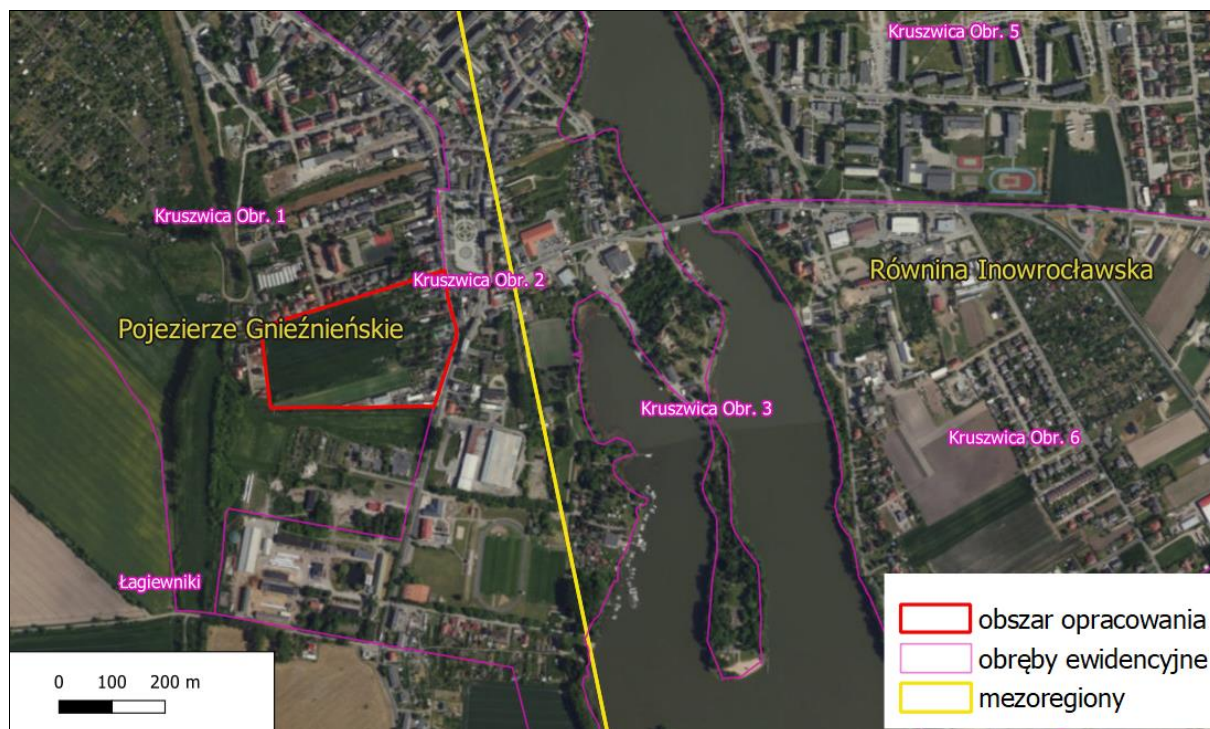 Kruszwica Obr. 5
Kruszwica Obr. 1
Kruszwica Obr. 2
Równina Inowrocławska
Pojezierze Gnieźnieńskie
Kruszwica Obr. 3
Kruszwica Obr. 6
Łagiewniki
obszar opracowania
obręby ewidencyjne
mezoregiony
0 100 200 m